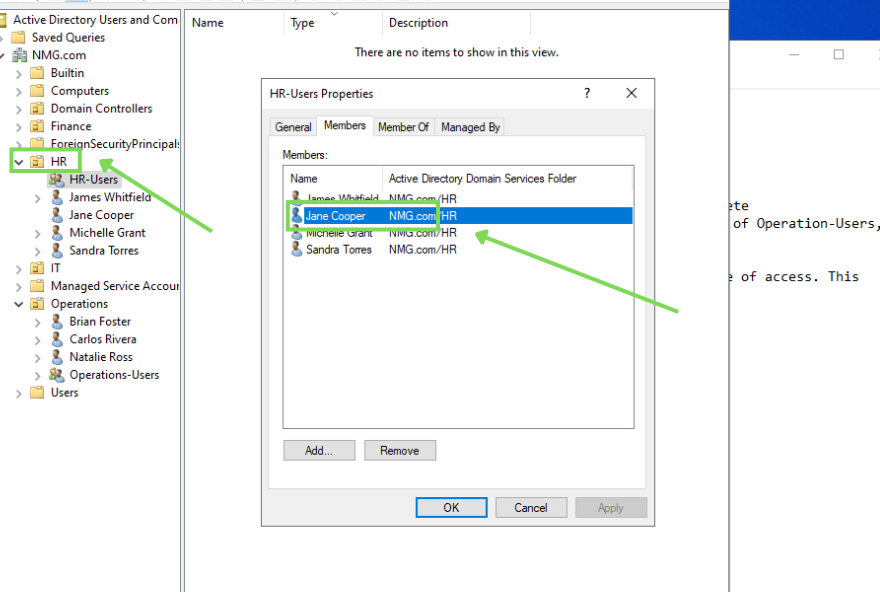 Active Directory Users and Com
Saved Queries
NMG.com
Builtin
Computers
Domain Controllers
Finance
ForeignSecurityPrincipals
HR
HR-Users
James Whitfield
Jane Cooper
Michelle Grant
Sandra Torres
IT
Managed Service Accour
Operations
Brian Foster
Carlos Rivera
Natalie Ross
Operations-Users
Users
Name Type Description
There are no items to show in this view.
HR-Users Properties ?
General Members Member Of Managed By
Members:
Name Active Directory Domain Services Folder
James Whitfield NMG.com/HR
Jane Cooper NMG.com/HR
Michelle Grant NMG.com/HR
Sandra Torres NMG.com/HR
Add... Remove
OK Cancel Apply
ete
of Operation-Users,
e of access. This